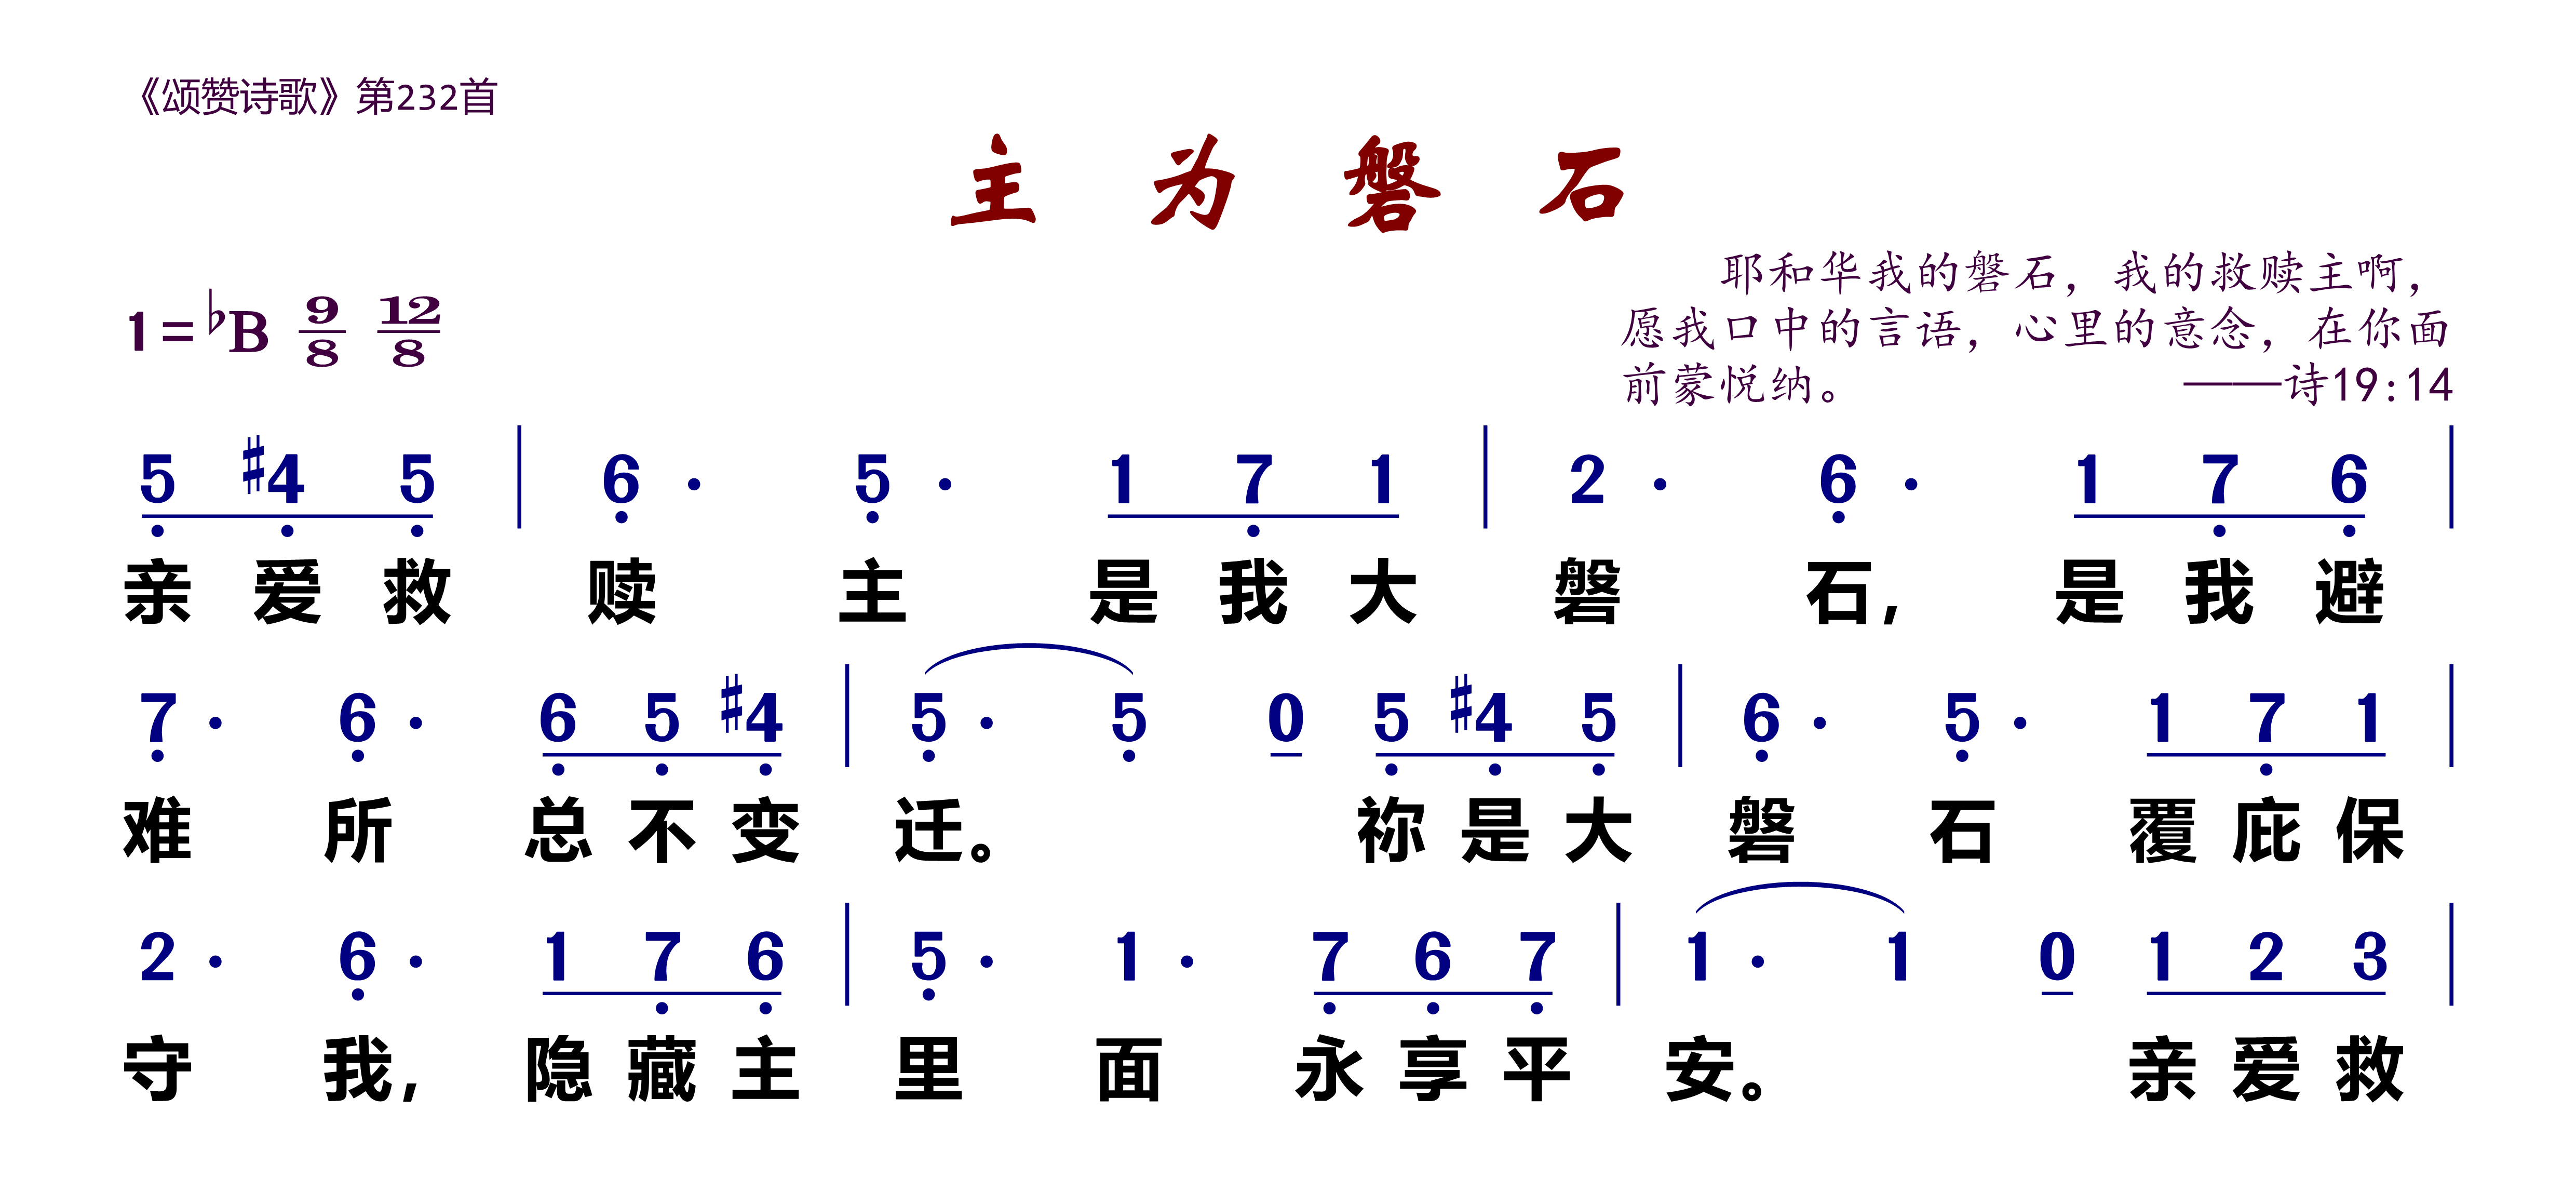 《颂赞诗歌》第232首
主为磐石
耶和华我的磐石，我的救赎主啊，
1=♭B 9/8 12/8
愿我口中的言语，心里的意念，在你面
前蒙悦纳。 ——诗19:14
5 #4 5 | 6· 5· 1 7 1 | 2· 6· 1 7 6 |
亲爱救赎主是我大磐石，是我避
7· 6· 6 5 #4 | 5· 5 0 5 #4 5 | 6· 5· 1 7 1 |
难所总不变迁。祢是大磐石覆庇保
2· 6· 1 7 6 | 5· 1· 7 6 7 | 1· 1 0 1 2 3 |
守我，隐藏主里面永享平安。亲爱救